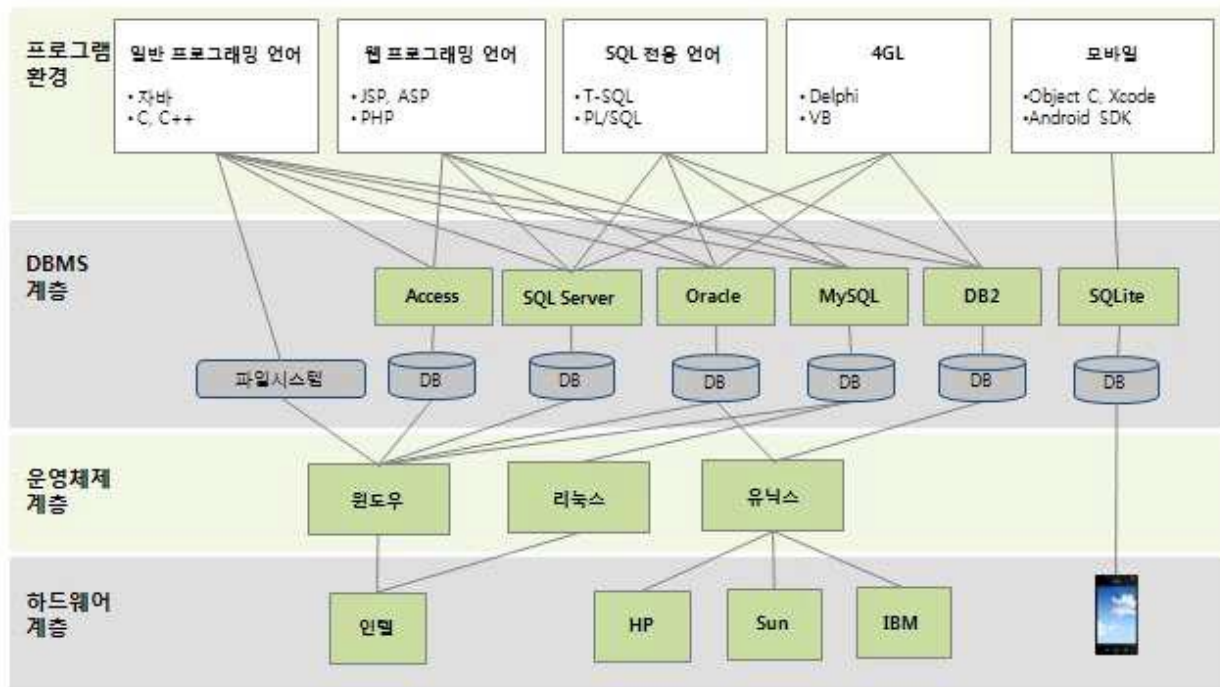 프로그램
환경
일반 프로그래밍 언어
• 자바
• C, C++
웹 프로그래밍 언어
• JSP, ASP
• PHP
SQL 전용 언어
• T-SQL
• PL/SQL
4GL
• Delphi
• VB
모바일
• Object C, Xcode
• Android SDK
DBMS
계층
Access
SQL Server
Oracle
MySQL
DB2
SQLite
파일시스템
DB
DB
DB
DB
DB
DB
운영체제
계층
윈도우
리눅스
유닉스
하드웨어
계층
인텔
HP
Sun
IBM